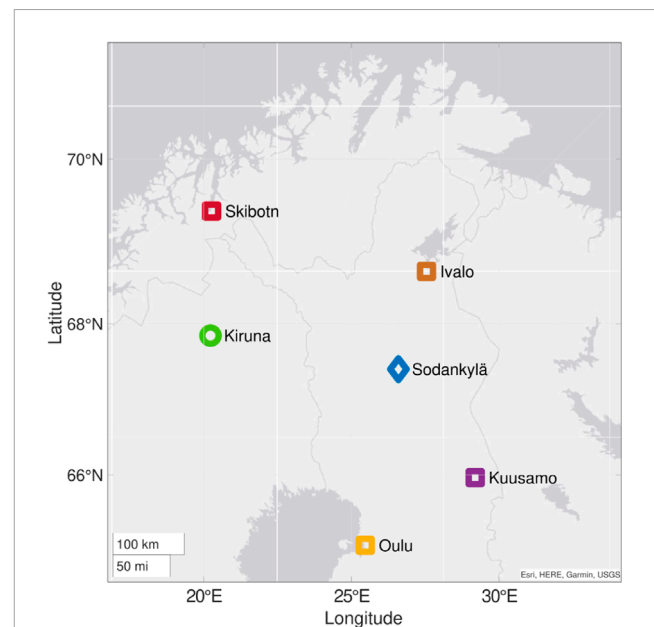 70°N
Skibotn
Ivalo
Latitude
68°N
Kiruna
Sodankylä
66°N
Kuusamo
100 km
50 mi
Oulu
Esri, HERE, Garmin, USGS
20°E
25°E
30°E
Longitude